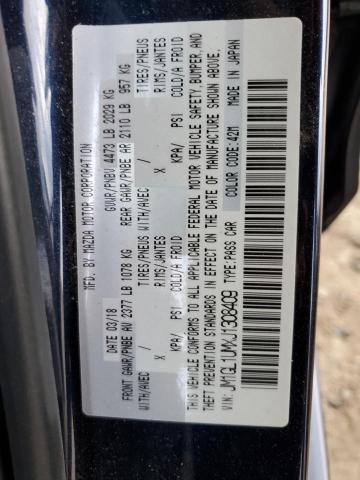 MFD. BY MAZDA MOTOR CORPORATION
DATE 03/18 GVWR/PNBV 4473 LB 2029 KG
FRONT GAWR/PNBE AV 2377 LB 1078 KG REAR GAWR/PNBE AR 2110 LB 957 KG
WITH/AVEC TIRES/PNEUS WITH/AVEC TIRES/PNEUS
X RIMS/JANTES X RIMS/JANTES
KPA/ PSI COLD/A FROID KPA/ PSI COLD/A FROID
THIS VEHICLE CONFORMS TO ALL APPLICABLE FEDERAL MOTOR VEHICLE SAFETY, BUMPER, AND
THEFT PREVENTION STANDARDS IN EFFECT ON THE DATE OF MANUFACTURE SHOWN ABOVE.
JM1GL1UMXJ1308409 TYPE:PASS CAR COLOR CODE:42M MADE IN JAPAN